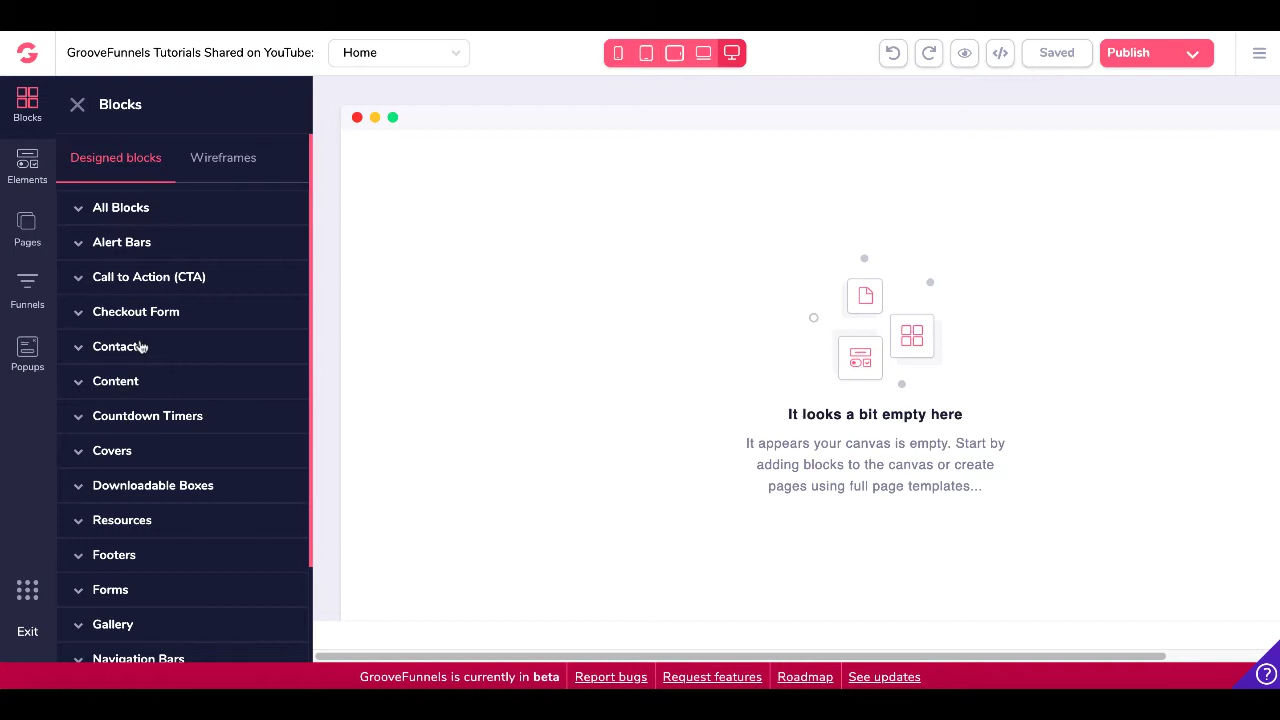 GrooveFunnels Tutorials Shared on YouTube:
Home
Saved
Publish
Blocks
Elements
Pages
Funnels
Popups
Exit
Blocks
Designed blocks
Wireframes
All Blocks
Alert Bars
Call to Action (CTA)
Checkout Form
Contact
Content
Countdown Timers
Covers
Downloadable Boxes
Resources
Footers
Forms
Gallery
Navigation Bars
It looks a bit empty here
It appears your canvas is empty. Start by
adding blocks to the canvas or create
pages using full page templates...
GrooveFunnels is currently in beta
Report bugs
Request features
Roadmap
See updates
?